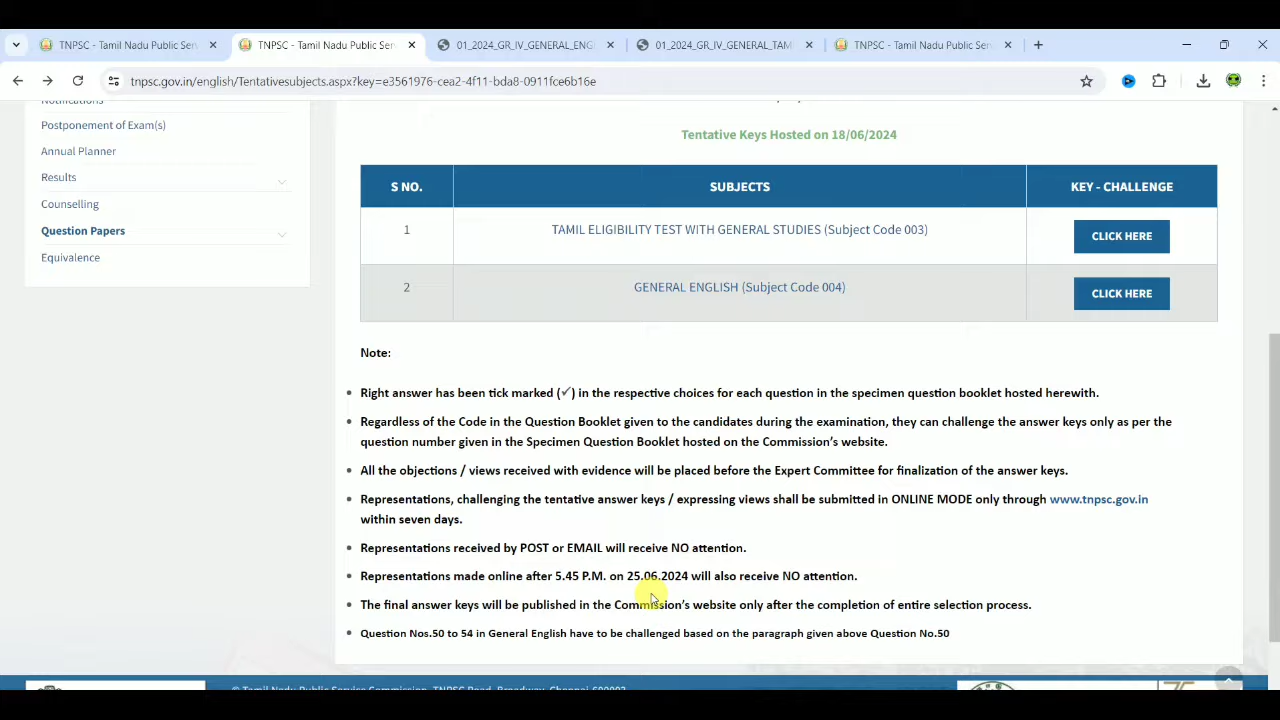 TNPSC - Tamil Nadu Public Ser
TNPSC - Tamil Nadu Public Ser
01_2024_GR_IV_GENERAL_ENG
01_2024_GR_IV_GENERAL_TAM
TNPSC - Tamil Nadu Public Ser
tnpsc.gov.in/english/Tentativesubjects.aspx?key=e3561976-cea2-4f11-bda8-0911fce6b16e
Notifications
Postponement of Exam(s)
Annual Planner
Results
Counselling
Question Papers
Equivalence
Tentative Keys Hosted on 18/06/2024
S NO. SUBJECTS KEY - CHALLENGE
1 TAMIL ELIGIBILITY TEST WITH GENERAL STUDIES (Subject Code 003) CLICK HERE
2 GENERAL ENGLISH (Subject Code 004) CLICK HERE
Note:
Right answer has been tick marked (✓) in the respective choices for each question in the specimen question booklet hosted herewith.
Regardless of the Code in the Question Booklet given to the candidates during the examination, they can challenge the answer keys only as per the
question number given in the Specimen Question Booklet hosted on the Commission's website.
All the objections / views received with evidence will be placed before the Expert Committee for finalization of the answer keys.
Representations, challenging the tentative answer keys / expressing views shall be submitted in ONLINE MODE only through www.tnpsc.gov.in
within seven days.
Representations received by POST or EMAIL will receive NO attention.
Representations made online after 5.45 P.M. on 25.06.2024 will also receive NO attention.
The final answer keys will be published in the Commission's website only after the completion of entire selection process.
Question Nos.50 to 54 in General English have to be challenged based on the paragraph given above Question No.50
© Tamil Nadu Public Service Commission, TNPSC Road, Broadway, Chennai-600003